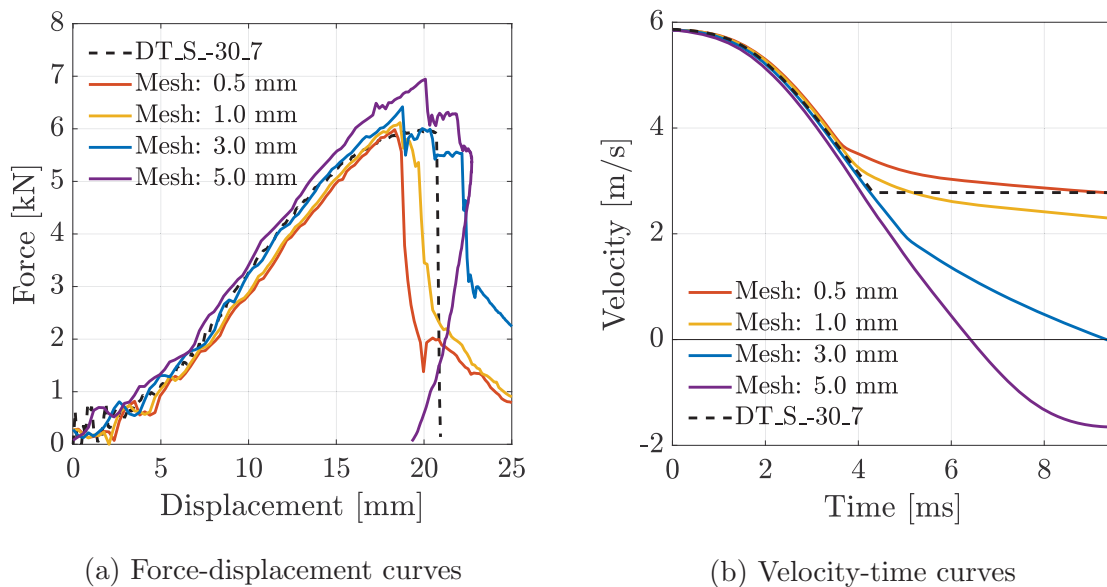 8
7
6
5
4
3
2
1
0
Force [kN]
DT_S_-30_7
Mesh: 0.5 mm
Mesh: 1.0 mm
Mesh: 3.0 mm
Mesh: 5.0 mm
0 5 10 15 20 25
Displacement [mm]
(a) Force-displacement curves
6
4
2
0
-2
Velocity [m/s]
Mesh: 0.5 mm
Mesh: 1.0 mm
Mesh: 3.0 mm
Mesh: 5.0 mm
DT_S_-30_7
0 2 4 6 8
Time [ms]
(b) Velocity-time curves